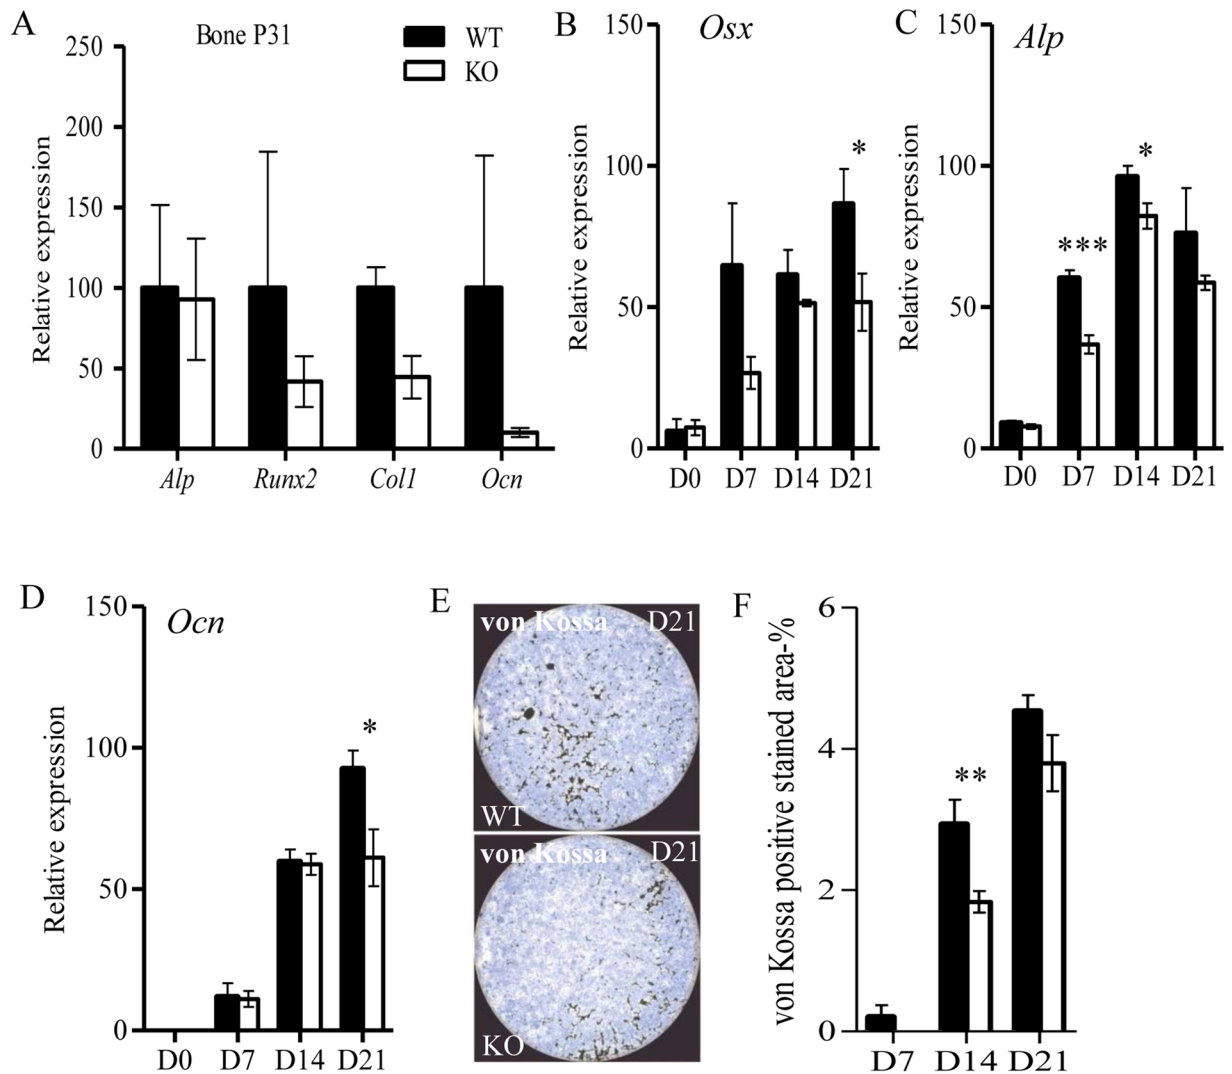 A
Bone P31
WT
KO
Relative expression
250
200
150
100
50
0
Alp
Runx2
Col1
Ocn
B
Osx
Relative expression
150
100
50
0
*
D0
D7
D14
D21
C
Alp
Relative expression
150
100
50
0
***
*
D0
D7
D14
D21
D
Ocn
Relative expression
150
100
50
0
*
D0
D7
D14
D21
E
von Kossa
D21
WT
von Kossa
D21
KO
F
von Kossa positive stained area-%
6
4
2
0
**
D7
D14
D21